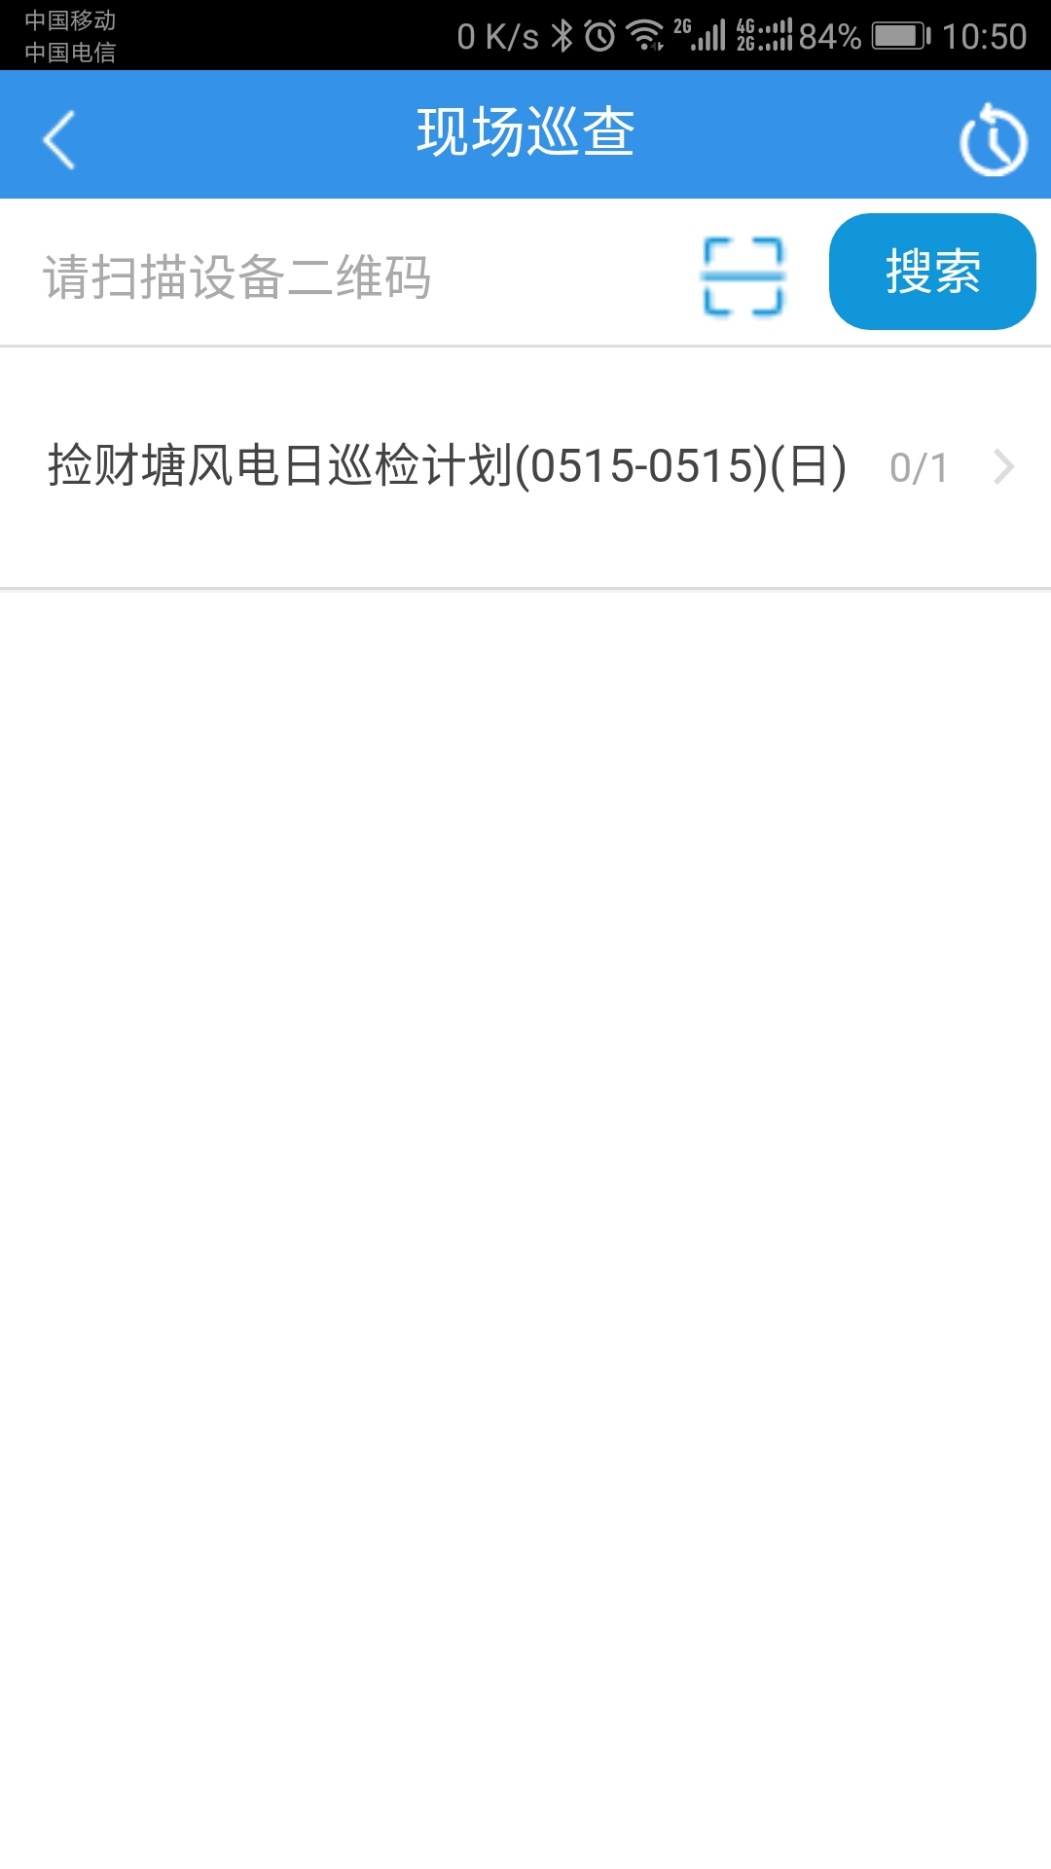 中国移动
中国电信
0 K/s 2G 4G 2G 84% 10:50
现场巡查
请扫描设备二维码
搜索
捡财塘风电日巡检计划(0515-0515)(日) 0/1